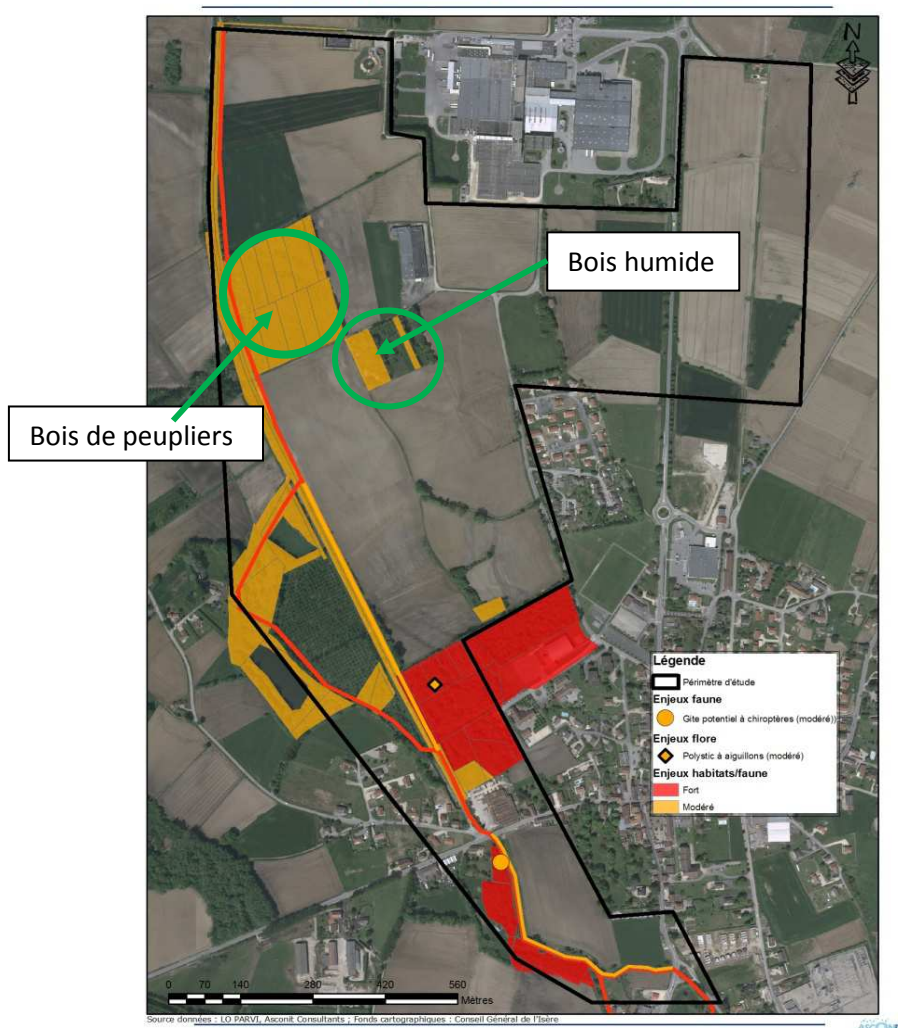 N
Bois humide
Bois de peupliers
Légende
Périmètre d'étude
Enjeux faune
Gite potentiel à chiroptères (modéré))
Enjeux flore
Polystic à aiguillons (modéré)
Enjeux habitats/faune
Fort
Modéré
0 70 140 280 420 560
Mètres
Source données : LO PARVI, Asconit Consultants ; Fonds cartographiques : Conseil Général de l'Isère